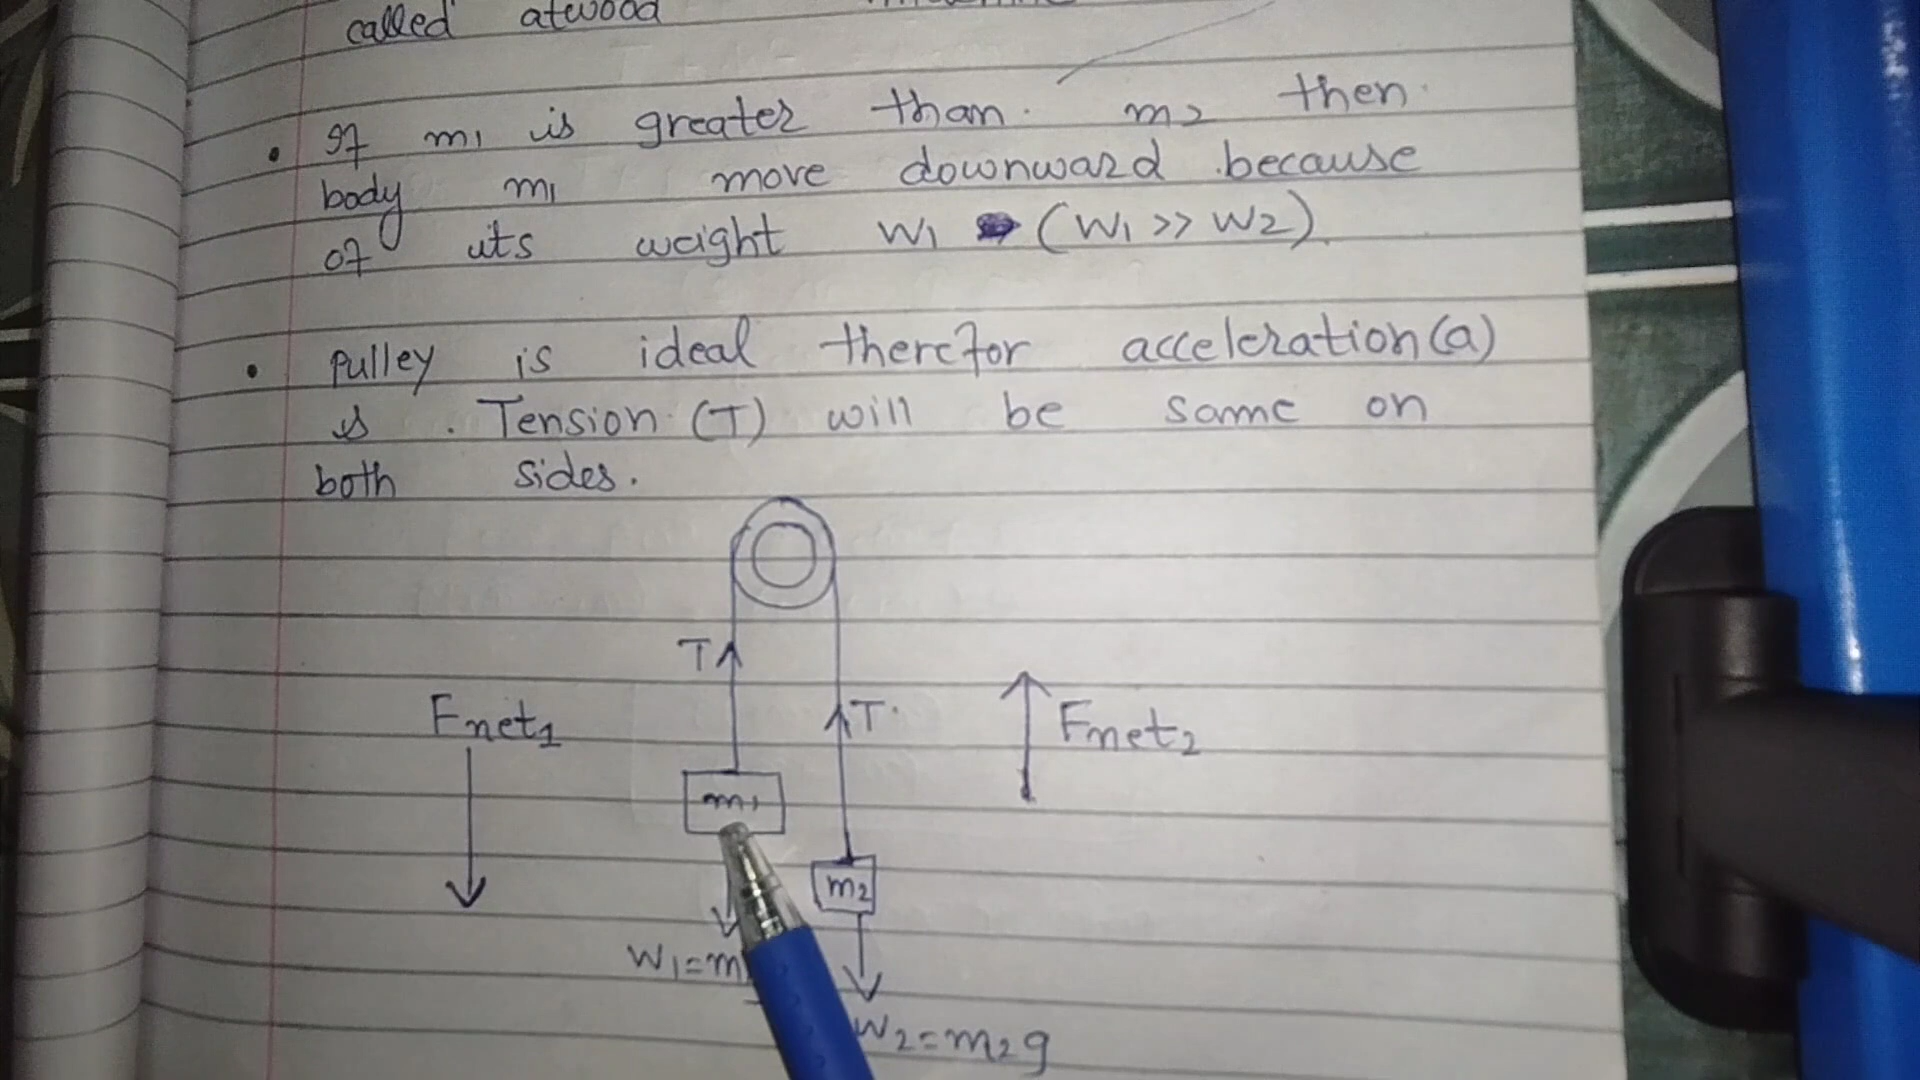 called atwood
If m1 is greater than m2 then
body m1 move downward because
of its weight W1 (W1 >> W2)
Pulley is ideal therefor acceleration (a)
is . Tension (T) will be same on
both sides.
T
T
Fnet1
Fnet2
m1
m2
W1=m
W2=m2g